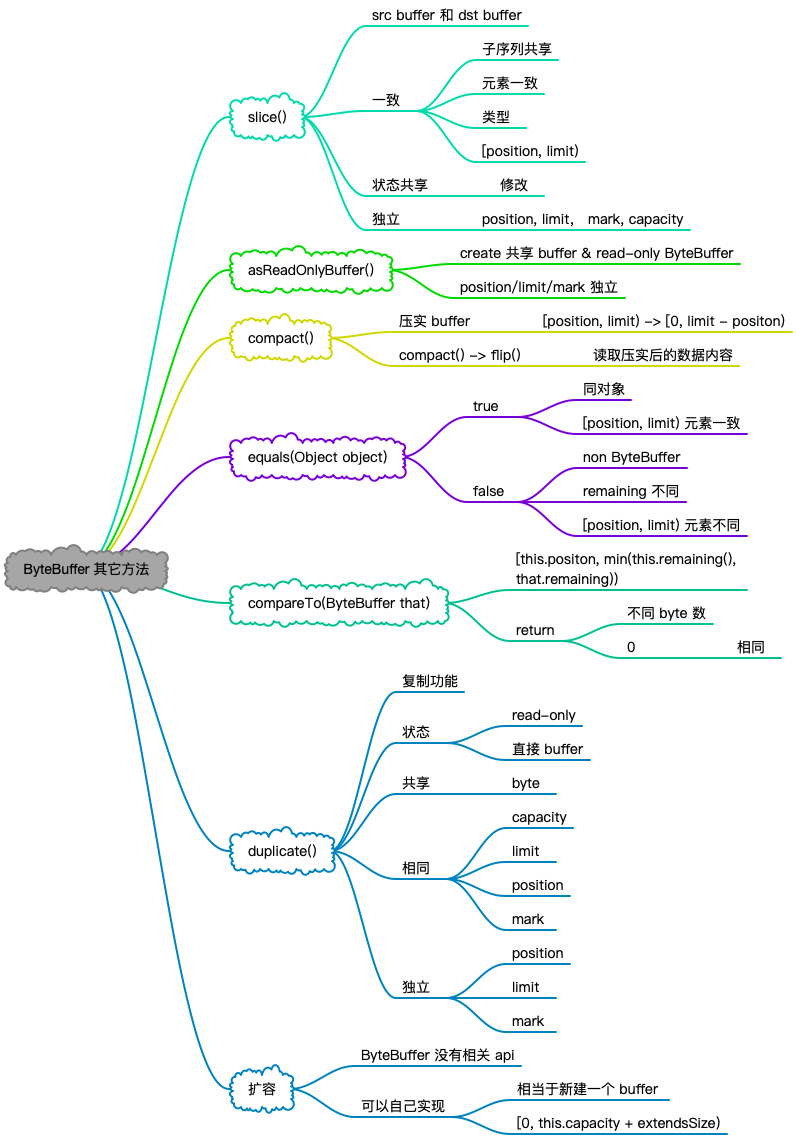 ByteBuffer 其它方法
slice()
src buffer 和 dst buffer
一致
子序列共享
元素一致
类型
[position, limit)
状态共享
修改
独立
position, limit, mark, capacity
asReadOnlyBuffer()
create 共享 buffer & read-only ByteBuffer
position/limit/mark 独立
compact()
压实 buffer
[position, limit) -> [0, limit - positon)
compact() -> flip()
读取压实后的数据内容
equals(Object object)
true
同对象
[position, limit) 元素一致
false
non ByteBuffer
remaining 不同
[position, limit) 元素不同
compareTo(ByteBuffer that)
[this.positon, min(this.remaining(),
that.remaining))
return
不同 byte 数
0
相同
duplicate()
复制功能
状态
read-only
直接 buffer
共享
byte
相同
capacity
limit
position
mark
独立
position
limit
mark
扩容
ByteBuffer 没有相关 api
可以自己实现
相当于新建一个 buffer
[0, this.capacity + extendsSize)